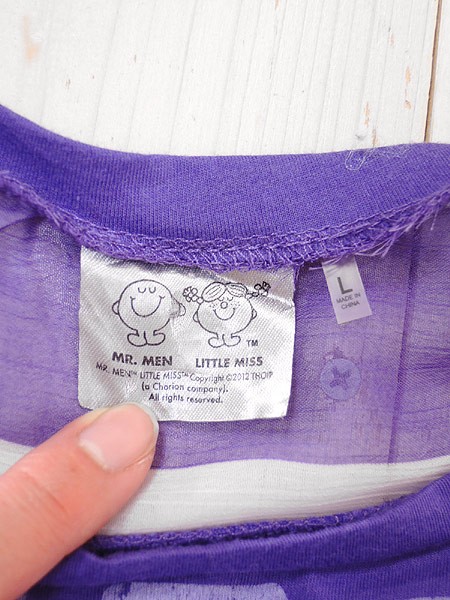 ™
MR. MEN LITTLE MISS
MR. MEN™ LITTLE MISS™ Copyright ©2012 THOIP
(a Chorion company).
All rights reserved.
L
MADE IN
CHINA